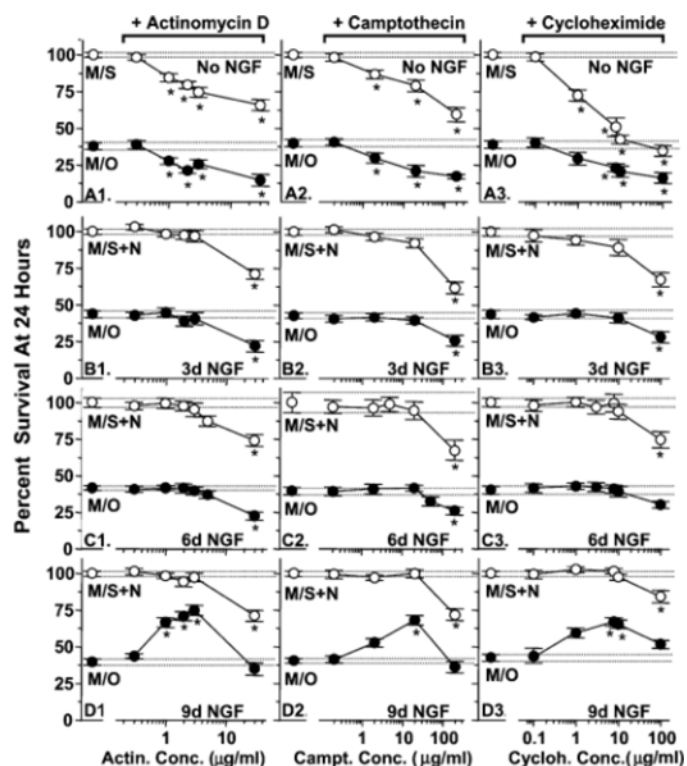 + Actinomycin D + Camptothecin + Cycloheximide
Percent Survival At 24 Hours
100 No NGF No NGF No NGF
M/S M/S M/S
75
50
M/O M/O M/O
25
0 A1. A2. A3.
* * * * * * * * * * * * *
* * * * * * * * * * *
100
M/S+N M/S+N M/S+N
75
* * *
50
M/O M/O M/O
25
* * *
0 B1. 3d NGF B2. 3d NGF B3. 3d NGF
100
M/S+N M/S+N M/S+N
75
* * *
50
M/O M/O M/O
25
* *
0 C1. 6d NGF C2. 6d NGF C3. 6d NGF
100
M/S+N M/S+N M/S+N
75
* * *
* * * * * *
50
M/O M/O M/O
25
0 D1 9d NGF D2. 9d NGF D3. 9d NGF
1 10 1 10 100 0.1 1 10 100
Actin. Conc. (µg/ml) Campt. Conc. (µg/ml) Cycloh. Conc. (µg/ml)